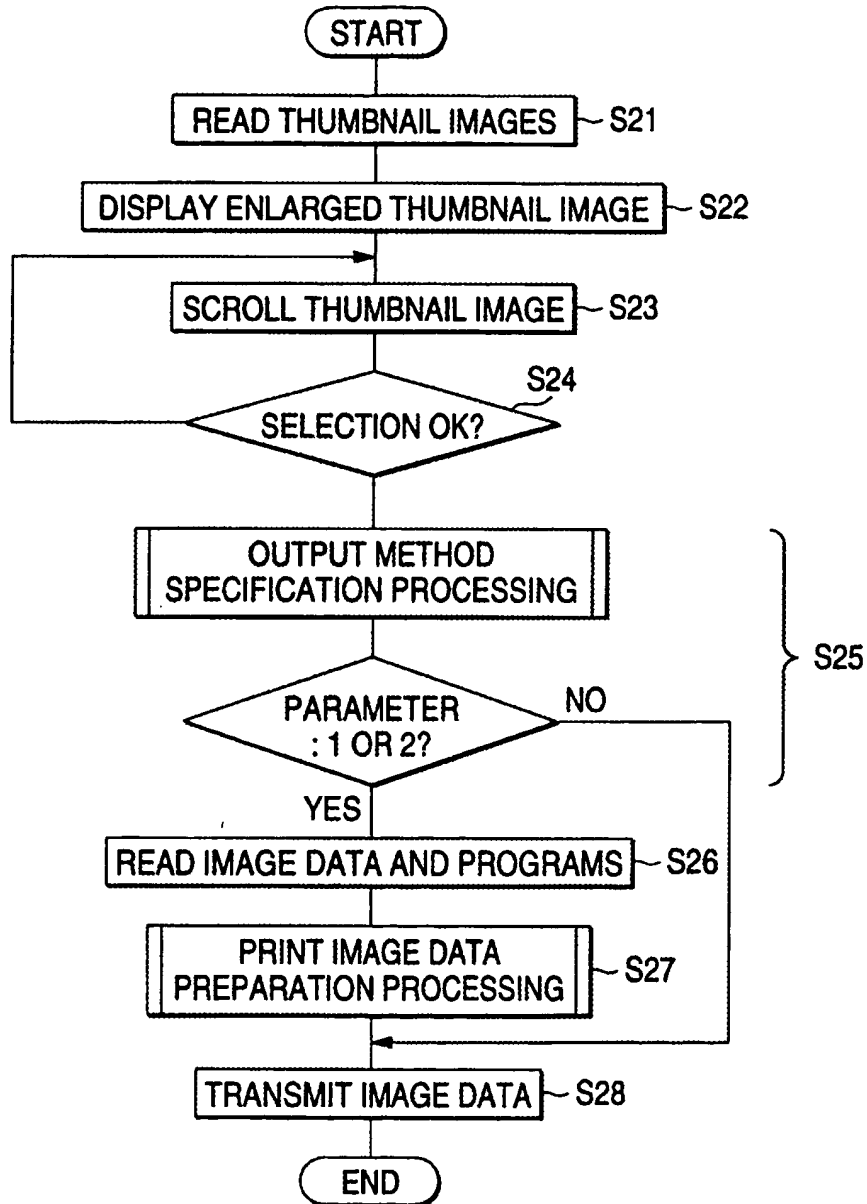 START
READ THUMBNAIL IMAGES
S21
DISPLAY ENLARGED THUMBNAIL IMAGE
S22
SCROLL THUMBNAIL IMAGE
S23
S24
SELECTION OK?
OUTPUT METHOD
SPECIFICATION PROCESSING
S25
PARAMETER
: 1 OR 2?
NO
YES
READ IMAGE DATA AND PROGRAMS
S26
PRINT IMAGE DATA
PREPARATION PROCESSING
S27
TRANSMIT IMAGE DATA
S28
END